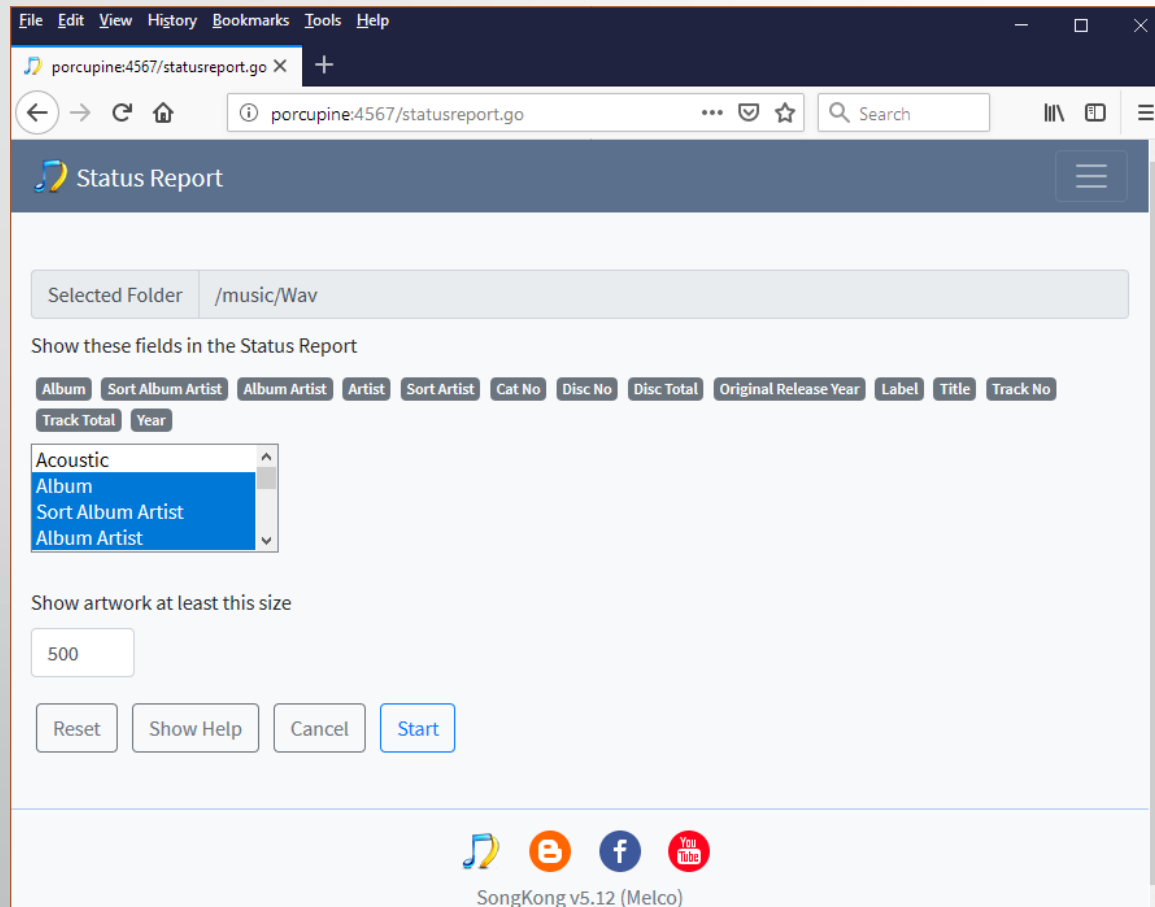 File Edit View History Bookmarks Tools Help
porcupine:4567/statusreport.go
porcupine:4567/statusreport.go Search
Status Report
Selected Folder /music/Wav
Show these fields in the Status Report
Album Sort Album Artist Album Artist Artist Sort Artist Cat No Disc No Disc Total Original Release Year Label Title Track No
Track Total Year
Acoustic
Album
Sort Album Artist
Album Artist
Show artwork at least this size
500
Reset Show Help Cancel Start
You
Tube
SongKong v5.12 (Melco)